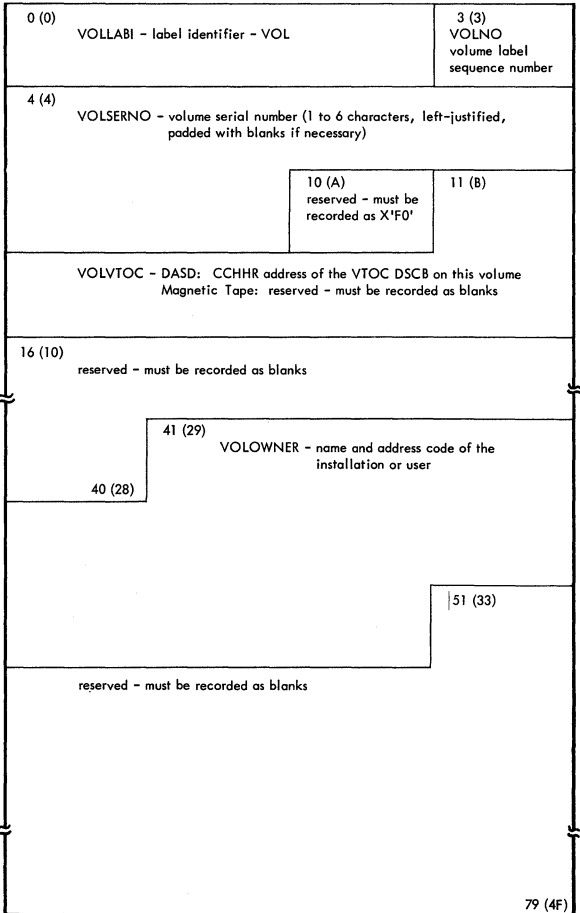 0 (0)
VOLLABI – label identifier – VOL
3 (3)
VOLNO
volume label
sequence number
4 (4)
VOLSERNO – volume serial number (1 to 6 characters, left-justified,
padded with blanks if necessary)
10 (A)
reserved – must be
recorded as X'F0'
11 (B)
VOLVTOC – DASD: CCHHR address of the VTOC DSCB on this volume
Magnetic Tape: reserved – must be recorded as blanks
16 (10)
reserved – must be recorded as blanks
41 (29)
VOLOWNER – name and address code of the
installation or user
40 (28)
51 (33)
reserved – must be recorded as blanks
79 (4F)